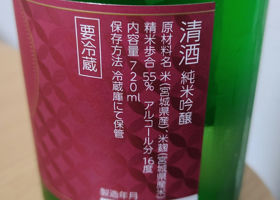 清酒 純米吟醸
原材料名 米(宮城県産)、米麹(宮城県産米)
精米歩合 55% アルコール分 16度
内容量 720ml
保存方法 冷蔵庫にて保管
要冷蔵
製造年月